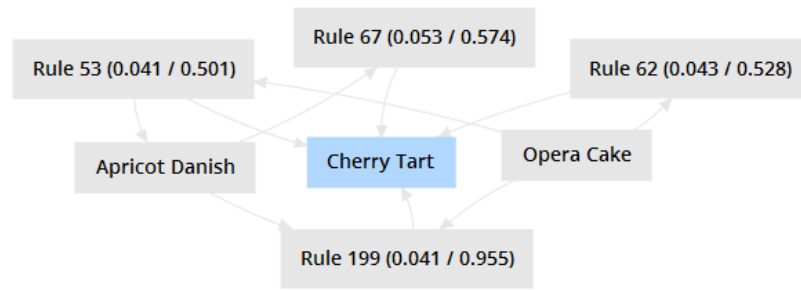 Rule 67 (0.053 / 0.574)
Rule 53 (0.041 / 0.501)
Rule 62 (0.043 / 0.528)
Apricot Danish
Cherry Tart
Opera Cake
Rule 199 (0.041 / 0.955)